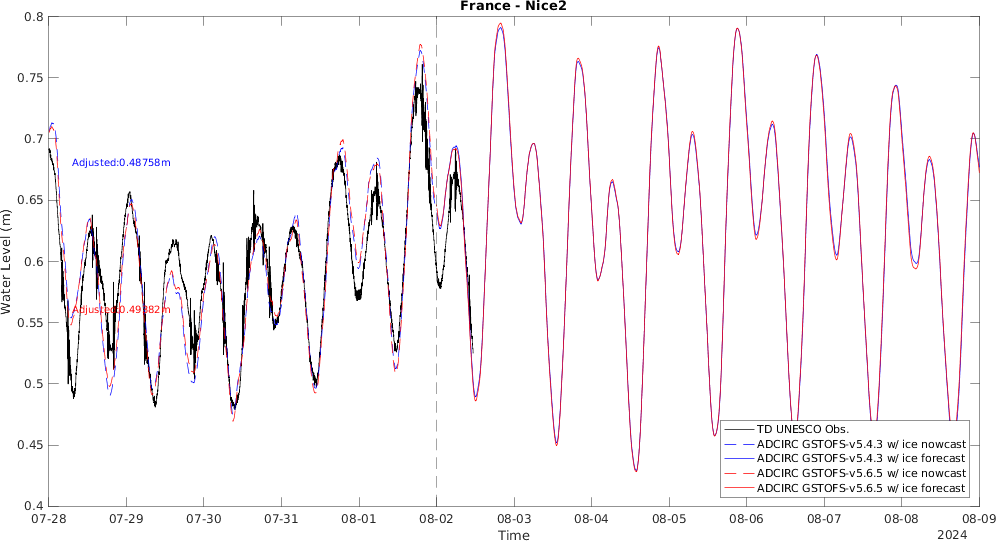 France - Nice2
Water Level (m)
0.8
0.75
0.7
0.65
0.6
0.55
0.5
0.45
0.4
Adjusted:0.48758m
Adjusted:0.49382m
TD UNESCO Obs.
ADCIRC GSTOFS-v5.4.3 w/ ice nowcast
ADCIRC GSTOFS-v5.4.3 w/ ice forecast
ADCIRC GSTOFS-v5.6.5 w/ ice nowcast
ADCIRC GSTOFS-v5.6.5 w/ ice forecast
07-28 07-29 07-30 07-31 08-01 08-02 08-03 08-04 08-05 08-06 08-07 08-08 08-09
Time
2024